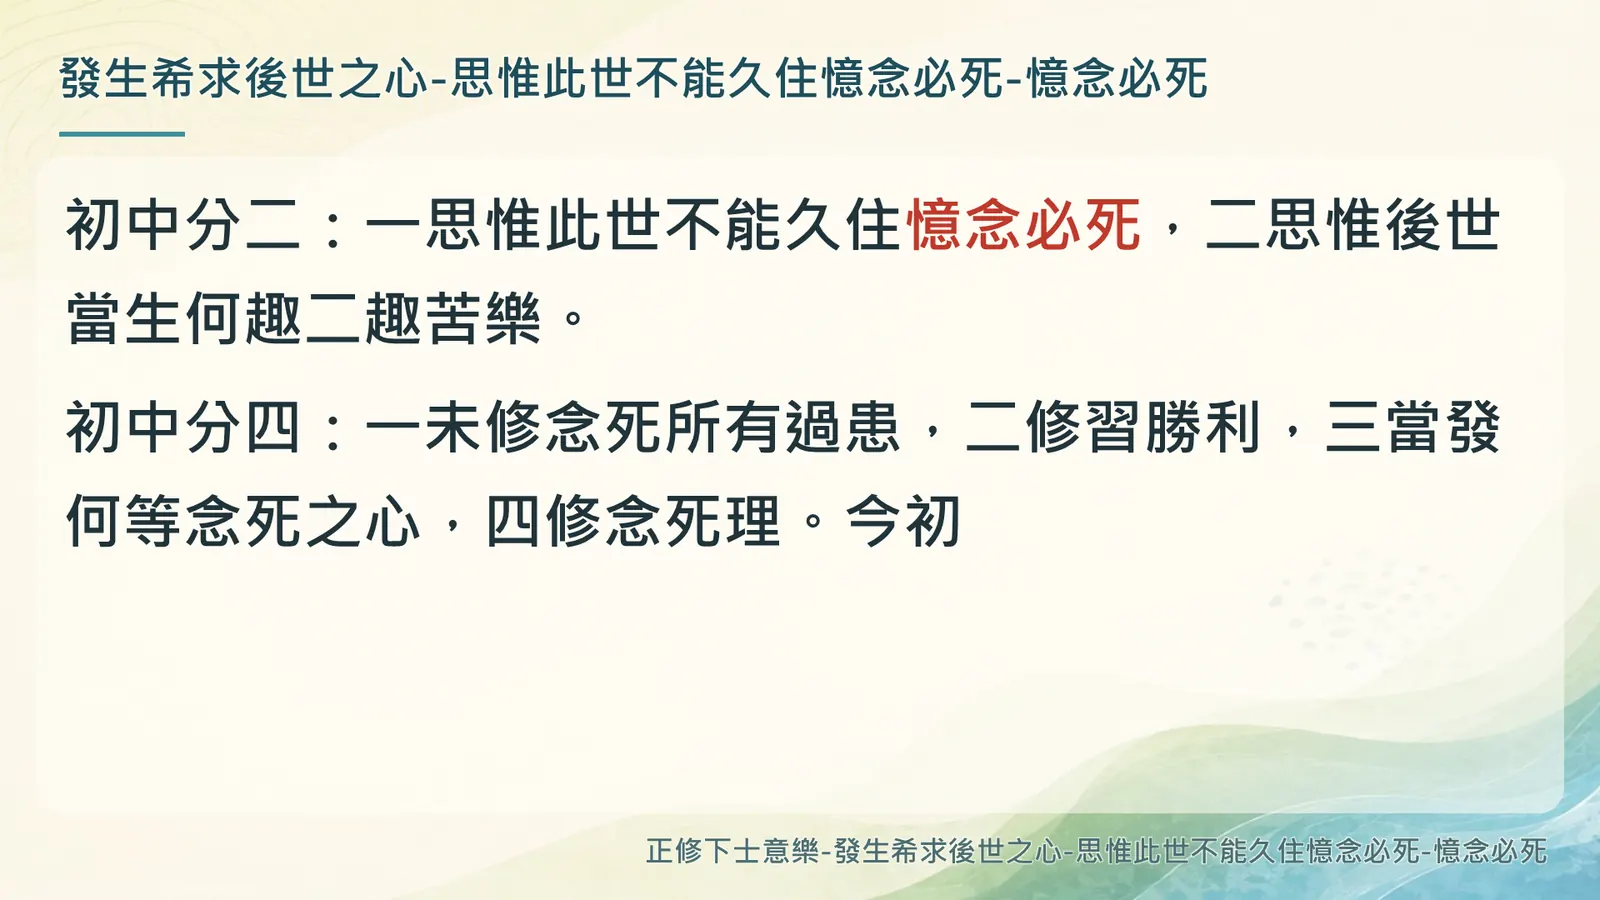 發生希求後世之心-思惟此世不能久住憶念必死-憶念必死
初中分二：一思惟此世不能久住憶念必死，二思惟後世
當生何趣二趣苦樂。
初中分四：一未修念死所有過患，二修習勝利，三當發
何等念死之心，四修念死理。今初
正修下士意樂-發生希求後世之心-思惟此世不能久住憶念必死-憶念必死